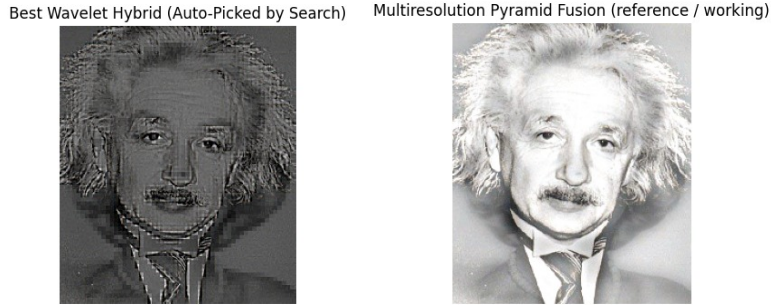 Best Wavelet Hybrid (Auto-Picked by Search)
Multiresolution Pyramid Fusion (reference / working)